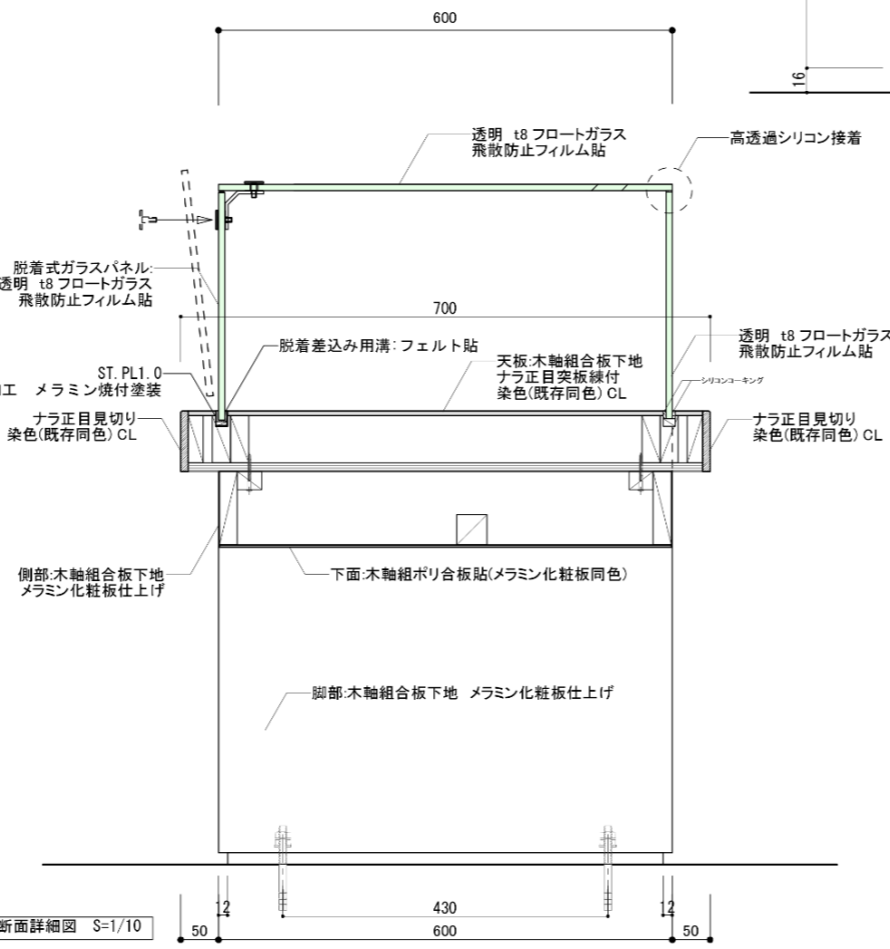 600
16
透明 t8 フロートガラス
飛散防止フィルム貼
高透過シリコン接着
脱着式ガラスパネル:
透明 t8 フロートガラス
飛散防止フィルム貼
700
脱着差込み用溝:フェルト貼
透明 t8 フロートガラス
飛散防止フィルム貼
天板:木軸組合板下地
ナラ正目突板練付
染色(既存同色) CL
シリコンコーキング
ST.PL1.0
加工 メラミン焼付塗装
ナラ正目見切り
染色(既存同色) CL
ナラ正目見切り
染色(既存同色) CL
側部:木軸組合板下地
メラミン化粧板仕上げ
下面:木軸組ポリ合板貼(メラミン化粧板同色)
脚部:木軸組合板下地 メラミン化粧板仕上げ
12
430
12
断面詳細図 S=1/10
50
600
50